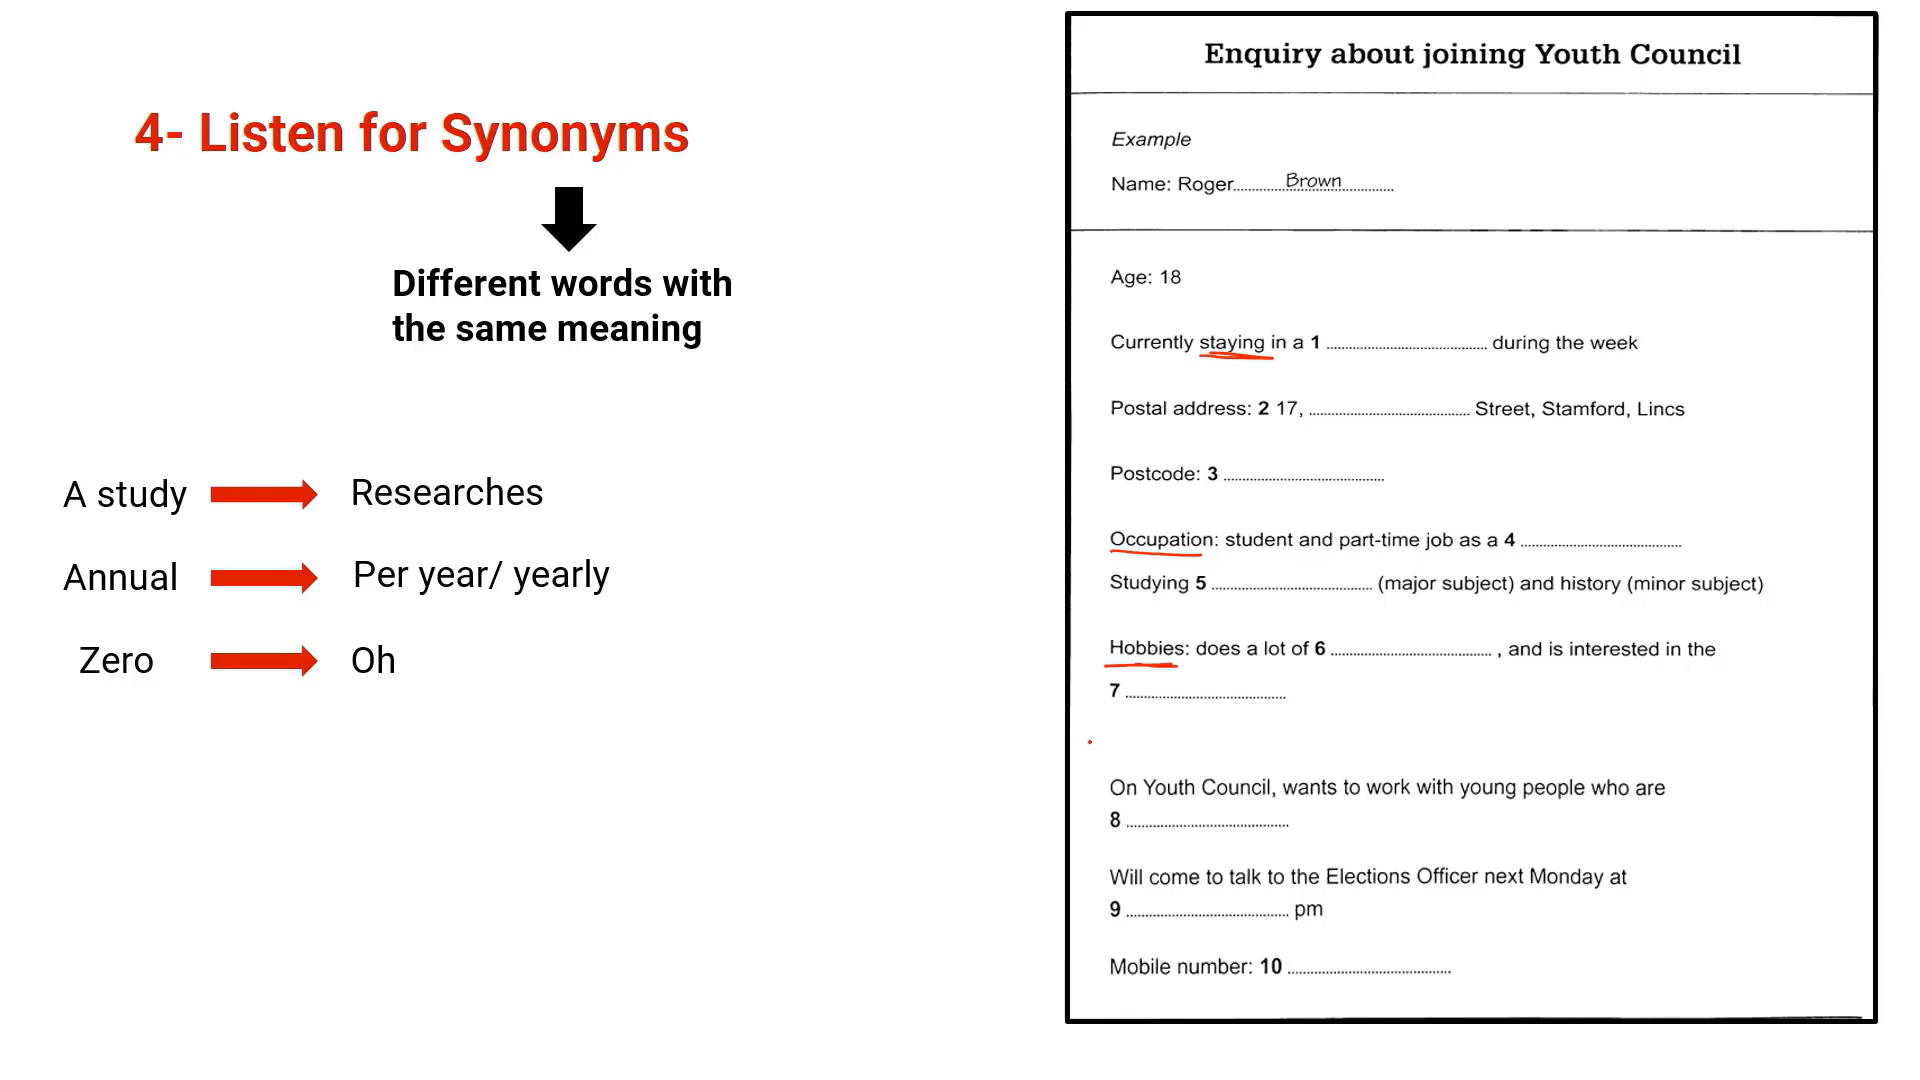 4- Listen for Synonyms
Different words with
the same meaning
A study Researches
Annual Per year/ yearly
Zero Oh
Enquiry about joining Youth Council
Example
Name: Roger.......... Brown ..........
Age: 18
Currently staying in a 1 .......... during the week
Postal address: 2 17, .......... Street, Stamford, Lincs
Postcode: 3 ..........
Occupation: student and part-time job as a 4 ..........
Studying 5 .......... (major subject) and history (minor subject)
Hobbies: does a lot of 6 .......... , and is interested in the
7 ..........
On Youth Council, wants to work with young people who are
8 ..........
Will come to talk to the Elections Officer next Monday at
9 .......... pm
Mobile number: 10 ..........